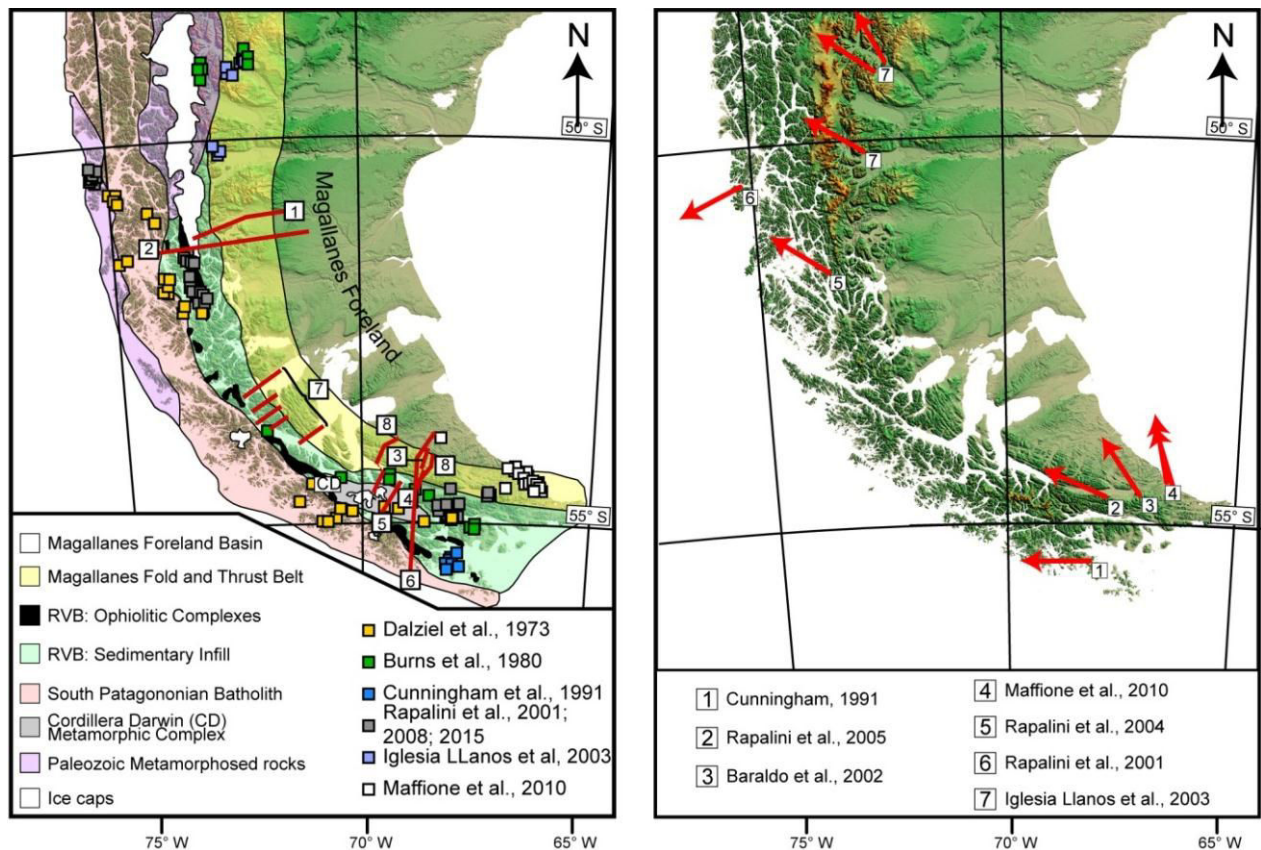 N
50° S
1
2
Magallanes Foreland
7
8
3
8
4
CD
5
6
55° S
Magallanes Foreland Basin
Magallanes Fold and Thrust Belt
RVB: Ophiolitic Complexes
RVB: Sedimentary Infill
South Patagononian Batholith
Cordillera Darwin (CD)
Metamorphic Complex
Paleozoic Metamorphosed rocks
Ice caps
Dalziel et al., 1973
Burns et al., 1980
Cunningham et al., 1991
Rapalini et al., 2001;
2008; 2015
Iglesia LLanos et al, 2003
Maffione et al., 2010
75° W
70° W
65° W
N
7
50° S
7
6
5
4
3
2
55° S
1
1 Cunningham, 1991
2 Rapalini et al., 2005
3 Baraldo et al., 2002
4 Maffione et al., 2010
5 Rapalini et al., 2004
6 Rapalini et al., 2001
7 Iglesia Llanos et al., 2003
75° W
70° W
65° W